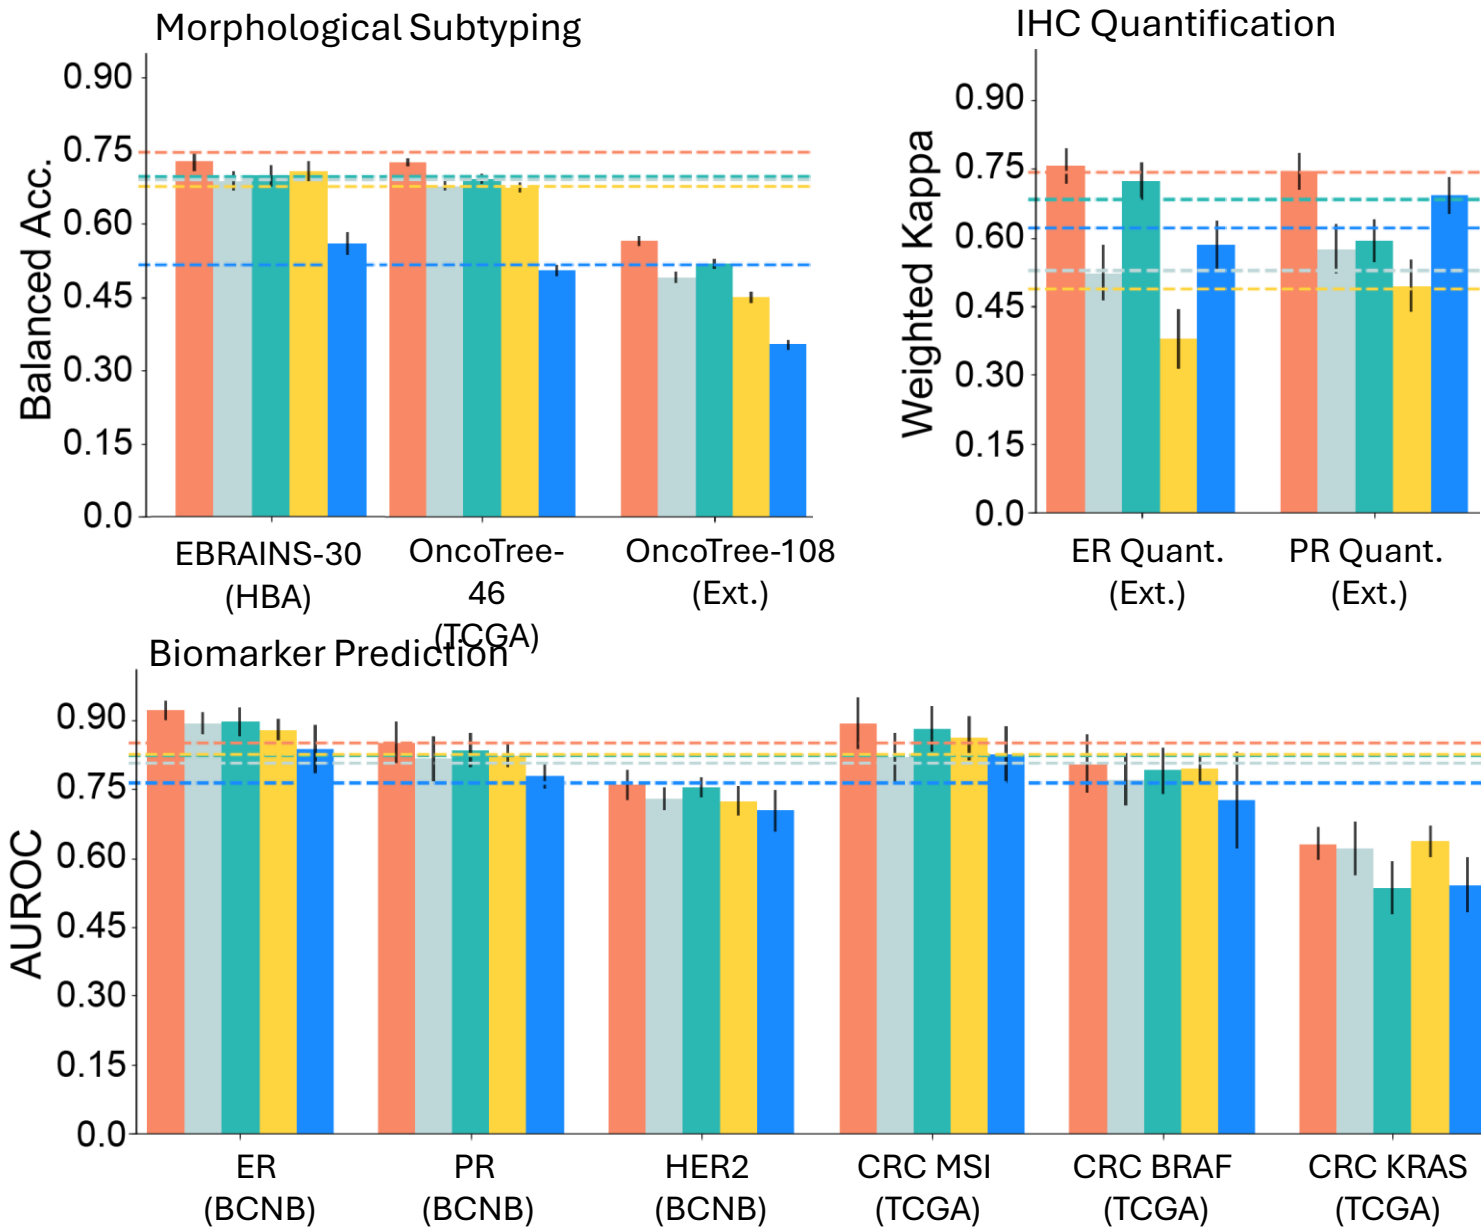 Morphological Subtyping
Balanced Acc.
0.90
0.75
0.60
0.45
0.30
0.15
0.0
EBRAINS-30
(HBA)
OncoTree-
46
(TCGA)
OncoTree-108
(Ext.)
IHC Quantification
Weighted Kappa
0.90
0.75
0.60
0.45
0.30
0.15
0.0
ER Quant.
(Ext.)
PR Quant.
(Ext.)
Biomarker Prediction
AUROC
0.90
0.75
0.60
0.45
0.30
0.15
0.0
ER
(BCNB)
PR
(BCNB)
HER2
(BCNB)
CRC MSI
(TCGA)
CRC BRAF
(TCGA)
CRC KRAS
(TCGA)